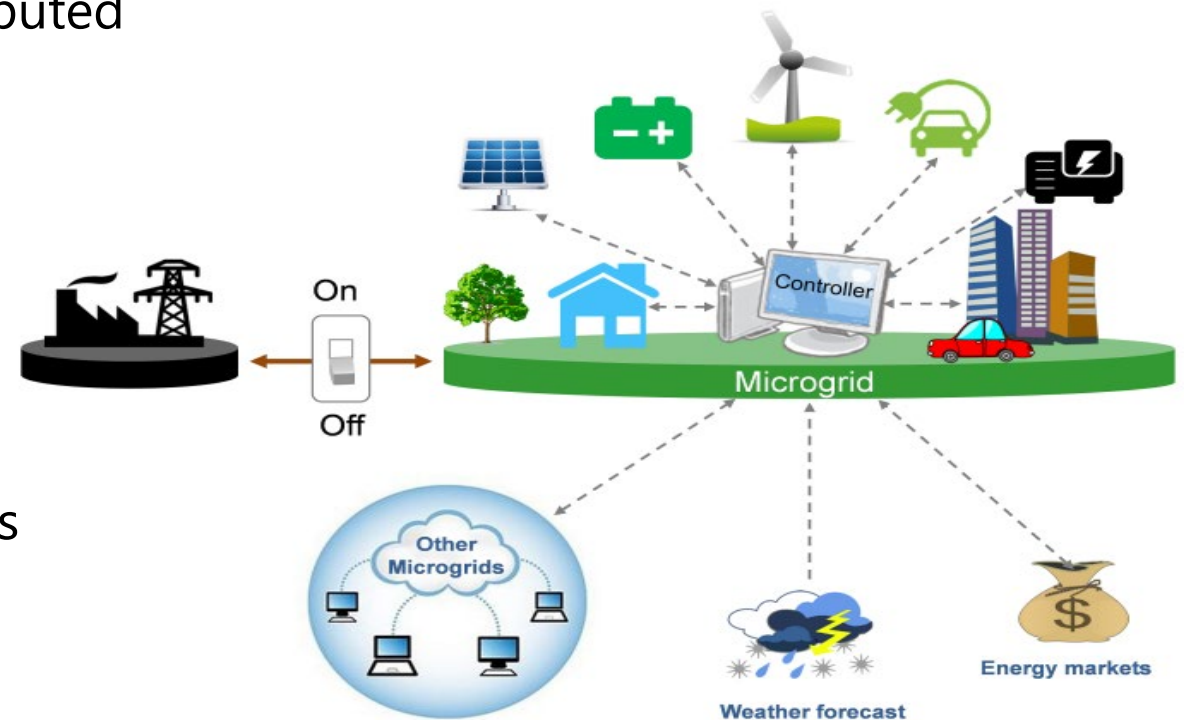 buted
Controller
On
Microgrid
Off
s
Other
Microgrids
$
Energy markets
Weather forecast